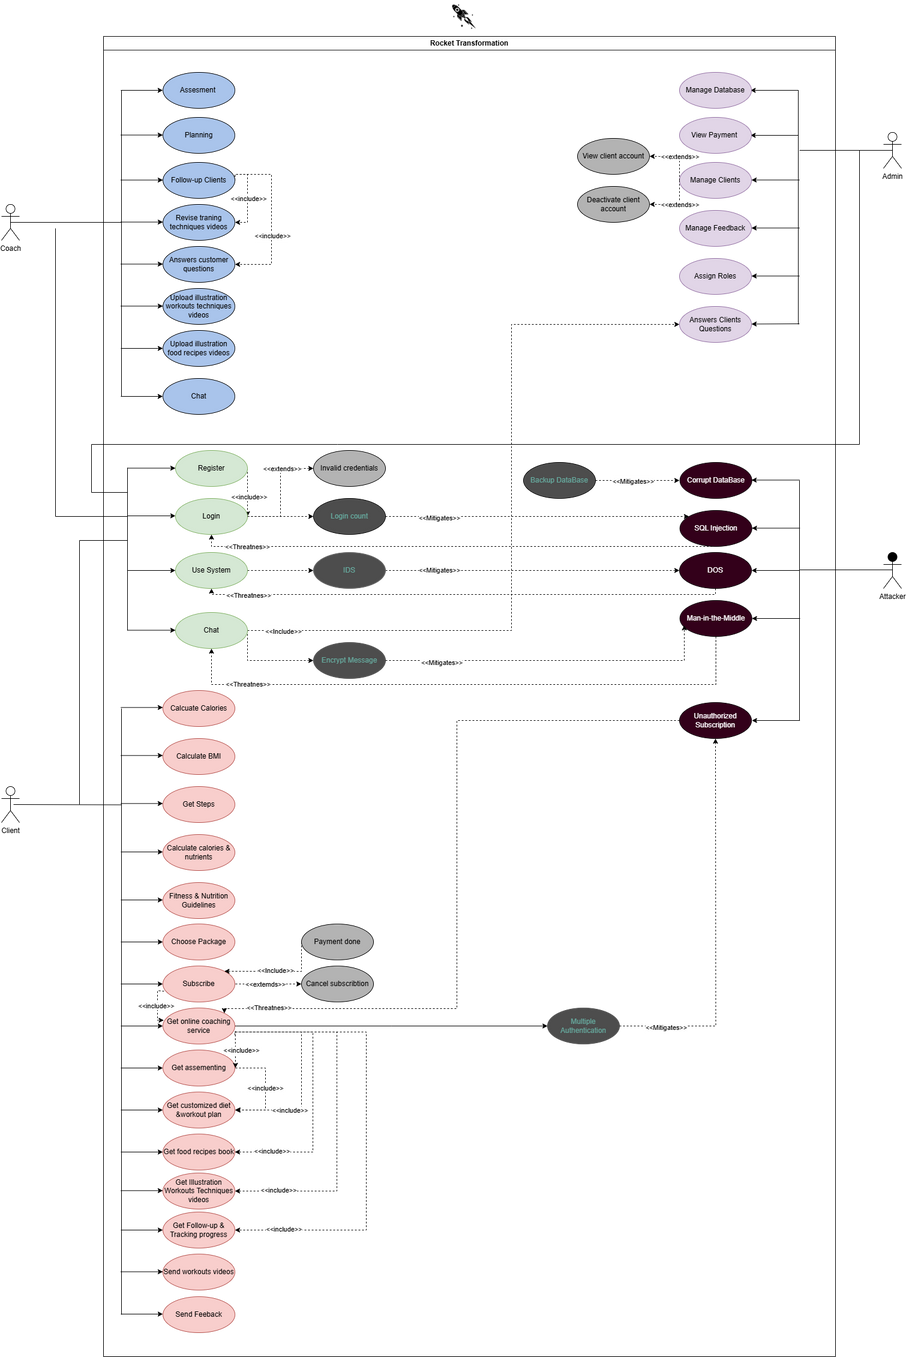 Rocket Transformation
Assesment
Manage Database
Planning
View Payment
Admin
View client account
<<extends>>
Follow-up Clients
Manage Clients
<<include>>
Deactivate client
account
<<extends>>
Coach
Revise traning
techniques videos
Manage Feedback
<<include>>
Answers customer
questions
Assign Roles
Upload illustration
workouts techniques
videos
Answers Clients
Questions
Upload illustration
food recipes videos
Chat
Register
<<extends>>
Invalid credentials
Backup DataBase
<<Mitigates>>
Corrupt DataBase
<<include>>
Login
Login count
<<Mitigates>>
SQL Injection
<<Threatnes>>
Use System
IDS
<<Mitigates>>
DOS
Attacker
<<Threatnes>>
Man-in-the-Middle
Chat
<<Include>>
Encrypt Message
<<Mitigates>>
<<Threatnes>>
Calcuate Calories
Unauthorized
Subscription
Calculate BMI
Get Steps
Client
Calculate calories &
nutrients
Fitness & Nutrition
Guidelines
Choose Package
Payment done
<<Include>>
Subscribe
<<extemds>>
Cancel subscribtion
<<include>>
<<Threatnes>>
Get online coaching
service
Multiple
Authentication
<<Mitigates>>
<<include>>
Get assementing
<<include>>
Get customized diet
&workout plan
<<include>>
Get food recipes book
<<include>>
Get Illustration
Workouts Techniques
videos
<<include>>
Get Follow-up &
Tracking progress
<<include>>
Send workouts videos
Send Feeback